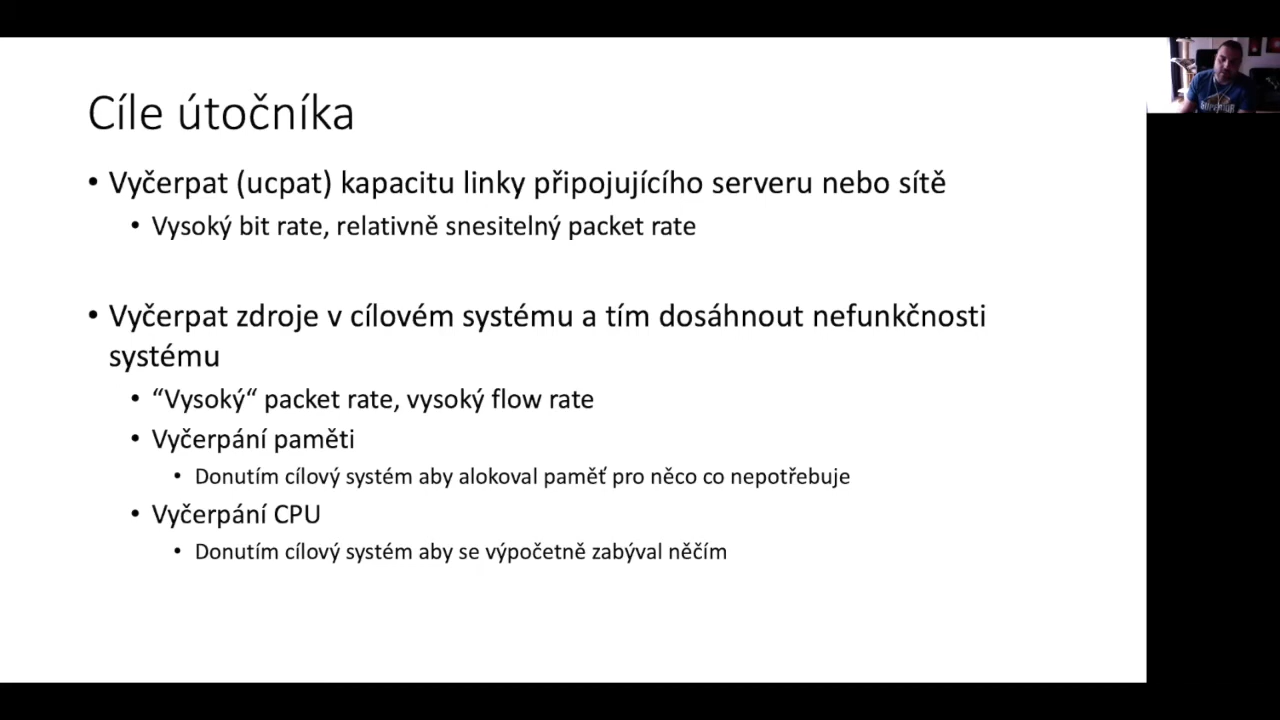 Cíle útočníka
• Vyčerpat (ucpat) kapacitu linky připojujícího serveru nebo sítě
• Vysoký bit rate, relativně snesitelný packet rate
• Vyčerpat zdroje v cílovém systému a tím dosáhnout nefunkčnosti
systému
• “Vysoký“ packet rate, vysoký flow rate
• Vyčerpání paměti
• Donutím cílový systém aby alokoval paměť pro něco co nepotřebuje
• Vyčerpání CPU
• Donutím cílový systém aby se výpočetně zabýval něčím